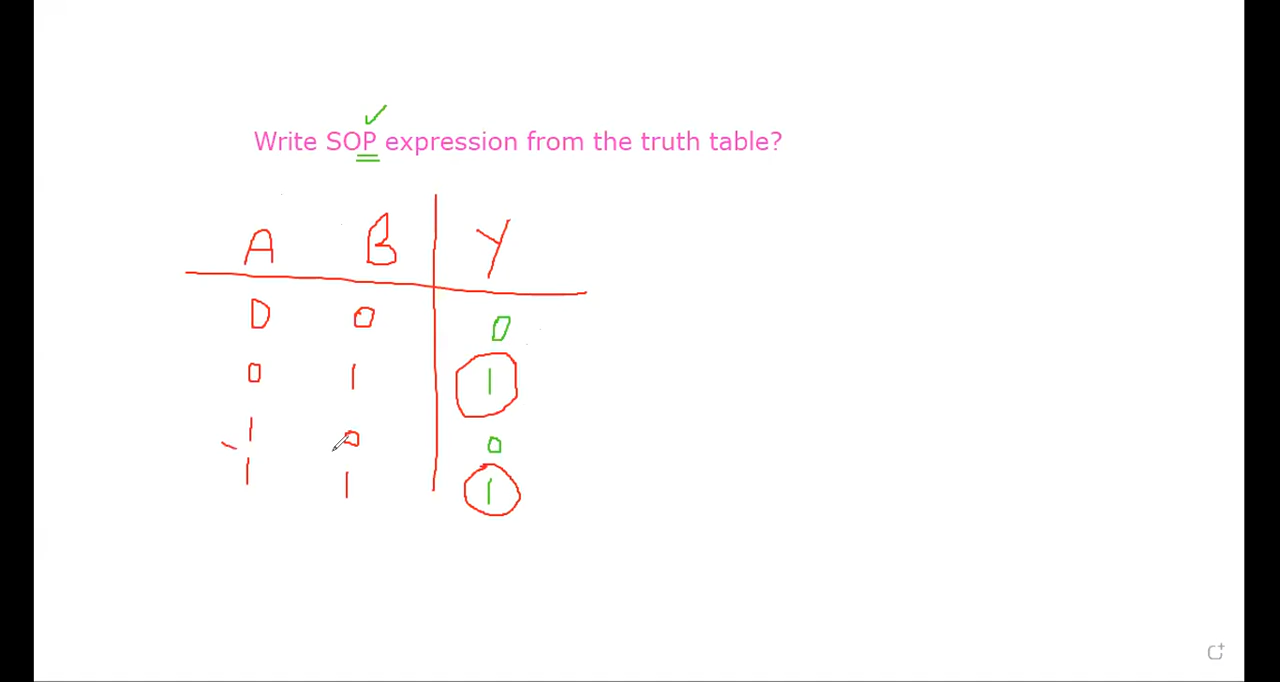 Write SOP expression from the truth table?
A B Y
0 0 0
0 1 1
1 0 0
1 1 1